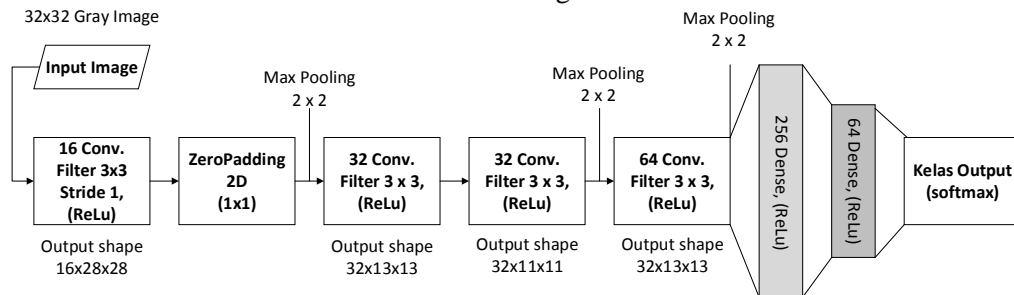 32x32 Gray Image
Input Image
16 Conv.
Filter 3x3
Stride 1,
(ReLu)
Output shape
16x28x28
ZeroPadding
2D
(1x1)
Max Pooling
2 x 2
32 Conv.
Filter 3 x 3,
(ReLu)
Output shape
32x13x13
32 Conv.
Filter 3 x 3,
(ReLu)
Output shape
32x11x11
Max Pooling
2 x 2
64 Conv.
Filter 3 x 3,
(ReLu)
Output shape
32x13x13
Max Pooling
2 x 2
256 Dense, (ReLu)
64 Dense, (ReLu)
Kelas Output
(softmax)